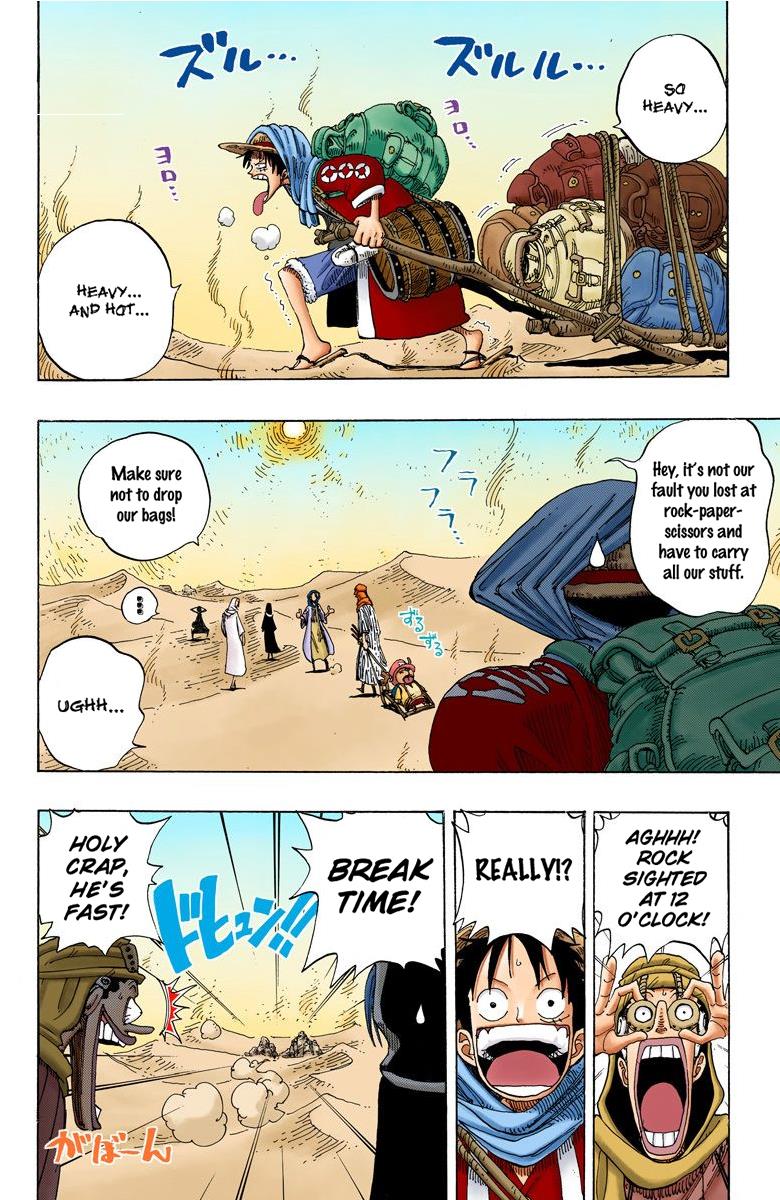 ズル…
ズルル…
SO
HEAVY...
ヨロ…
ヨロ…
HEAVY...
AND HOT...
Hey, it's not our
fault you lost at
rock-paper-
scissors and
have to carry
all our stuff.
フラ
フラ…
Make sure
not to drop
our bags!
ずる
ずる
UGHH...
AGHHH!
ROCK
SIGHTED
AT 12
O'CLOCK!
REALLY!?
BREAK
TIME!
ドヒュン!!
HOLY
CRAP,
HE'S
FAST!
がぼーん